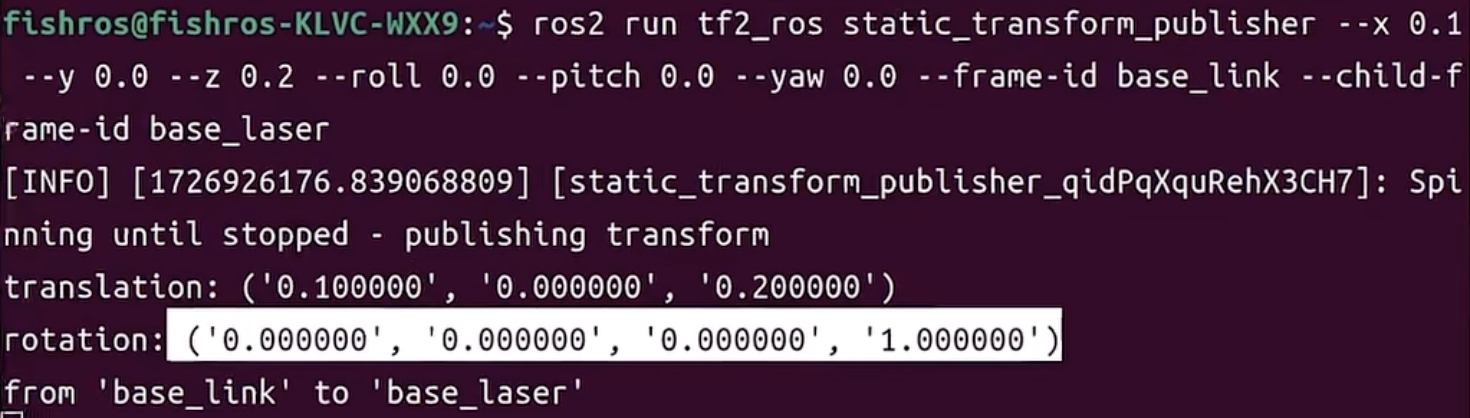 fishros@fishros-KLVC-WXX9:~$ ros2 run tf2_ros static_transform_publisher --x 0.1
--y 0.0 --z 0.2 --roll 0.0 --pitch 0.0 --yaw 0.0 --frame-id base_link --child-f
rame-id base_laser
[INFO] [1726926176.839068809] [static_transform_publisher_qidPqXquRehX3CH7]: Spi
nning until stopped - publishing transform
translation: ('0.100000', '0.000000', '0.200000')
rotation: ('0.000000', '0.000000', '0.000000', '1.000000')
from 'base_link' to 'base_laser'